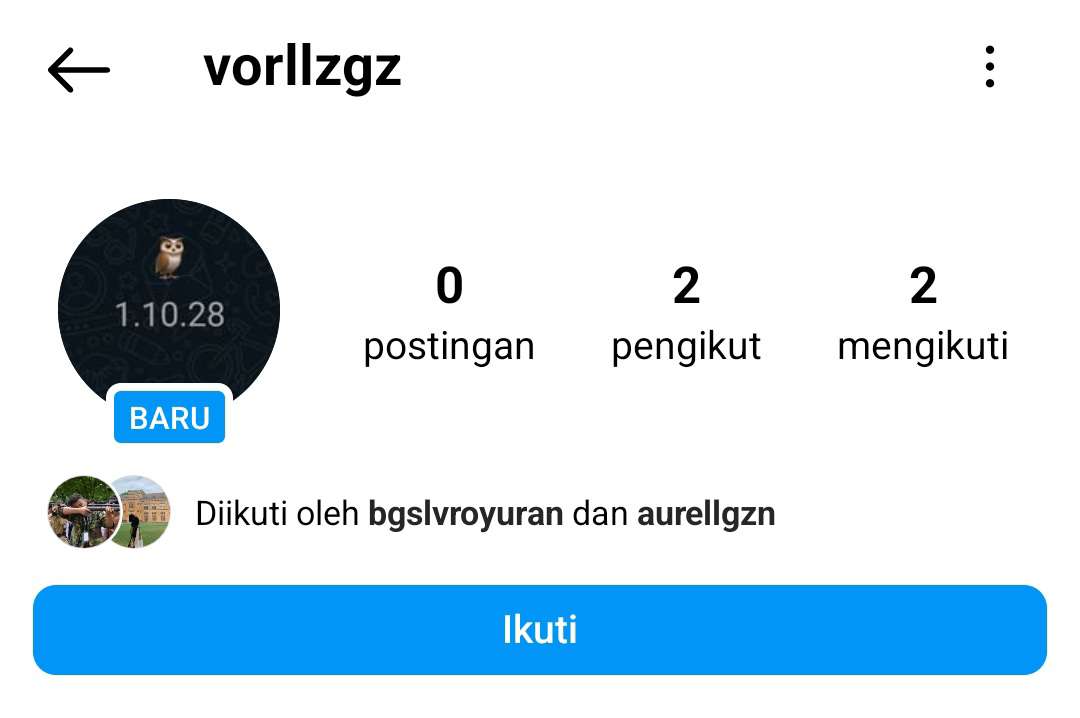 vorllzgz
1.10.28
BARU
0 2 2
postingan pengikut mengikuti
Diikuti oleh bgslvroyuran dan aurellgzn
Ikuti